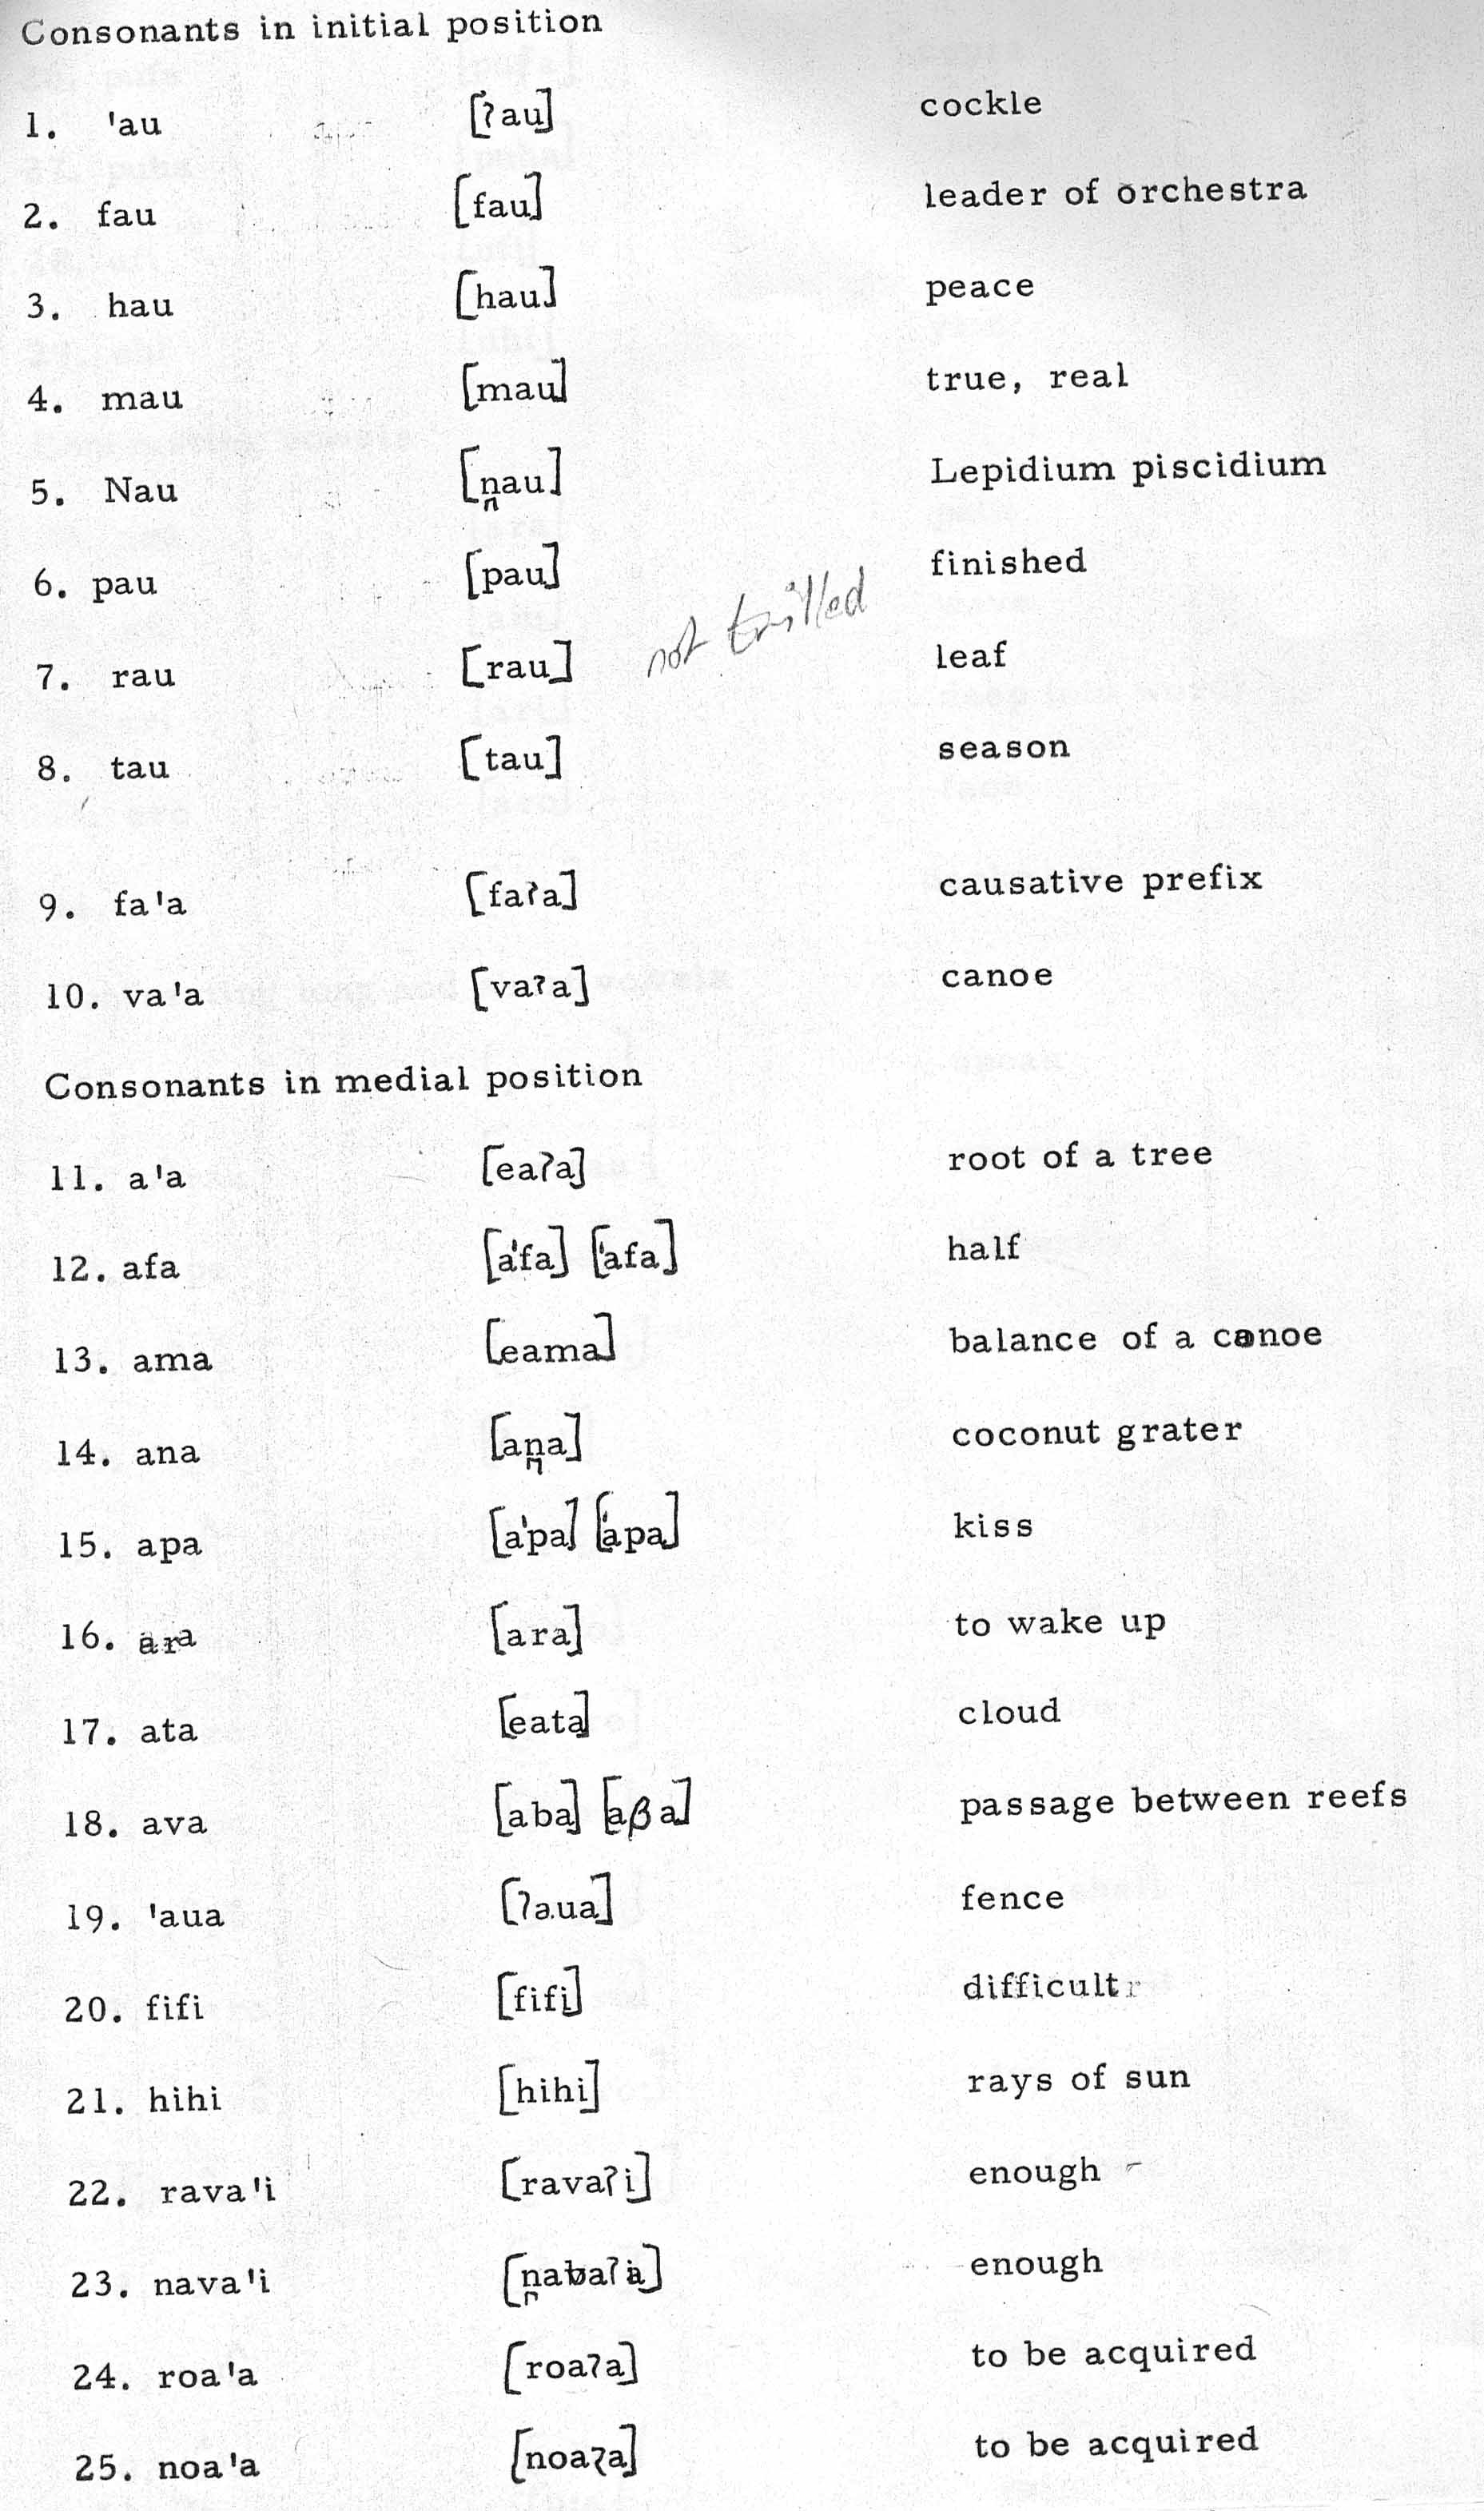 Consonants in initial position
1. 'au [ʔau] cockle
2. fau [fau] leader of orchestra
3. hau [hau] peace
4. mau [mau] true, real
5. Nau [n̪au] Lepidium piscidium
6. pau [pau] finished
7. rau [rau] not trilled leaf
8. tau [tau] season
9. fa'a [faʔa] causative prefix
10. va'a [vaʔa] canoe
Consonants in medial position
11. a'a [eaʔa] root of a tree
12. afa [a'fa] ['afa] half
13. ama [eama] balance of a canoe
14. ana [an̪a] coconut grater
15. apa [a'pa] ['apa] kiss
16. ara [ara] to wake up
17. ata [eata] cloud
18. ava [aba] [aβa] passage between reefs
19. 'aua [ʔa.ua] fence
20. fifi [fifi] difficult
21. hihi [hihi] rays of sun
22. rava'i [ravaʔi] enough
23. nava'i [n̪abaʔi] enough
24. roa'a [roaʔa] to be acquired
25. noa'a [noaʔa] to be acquired